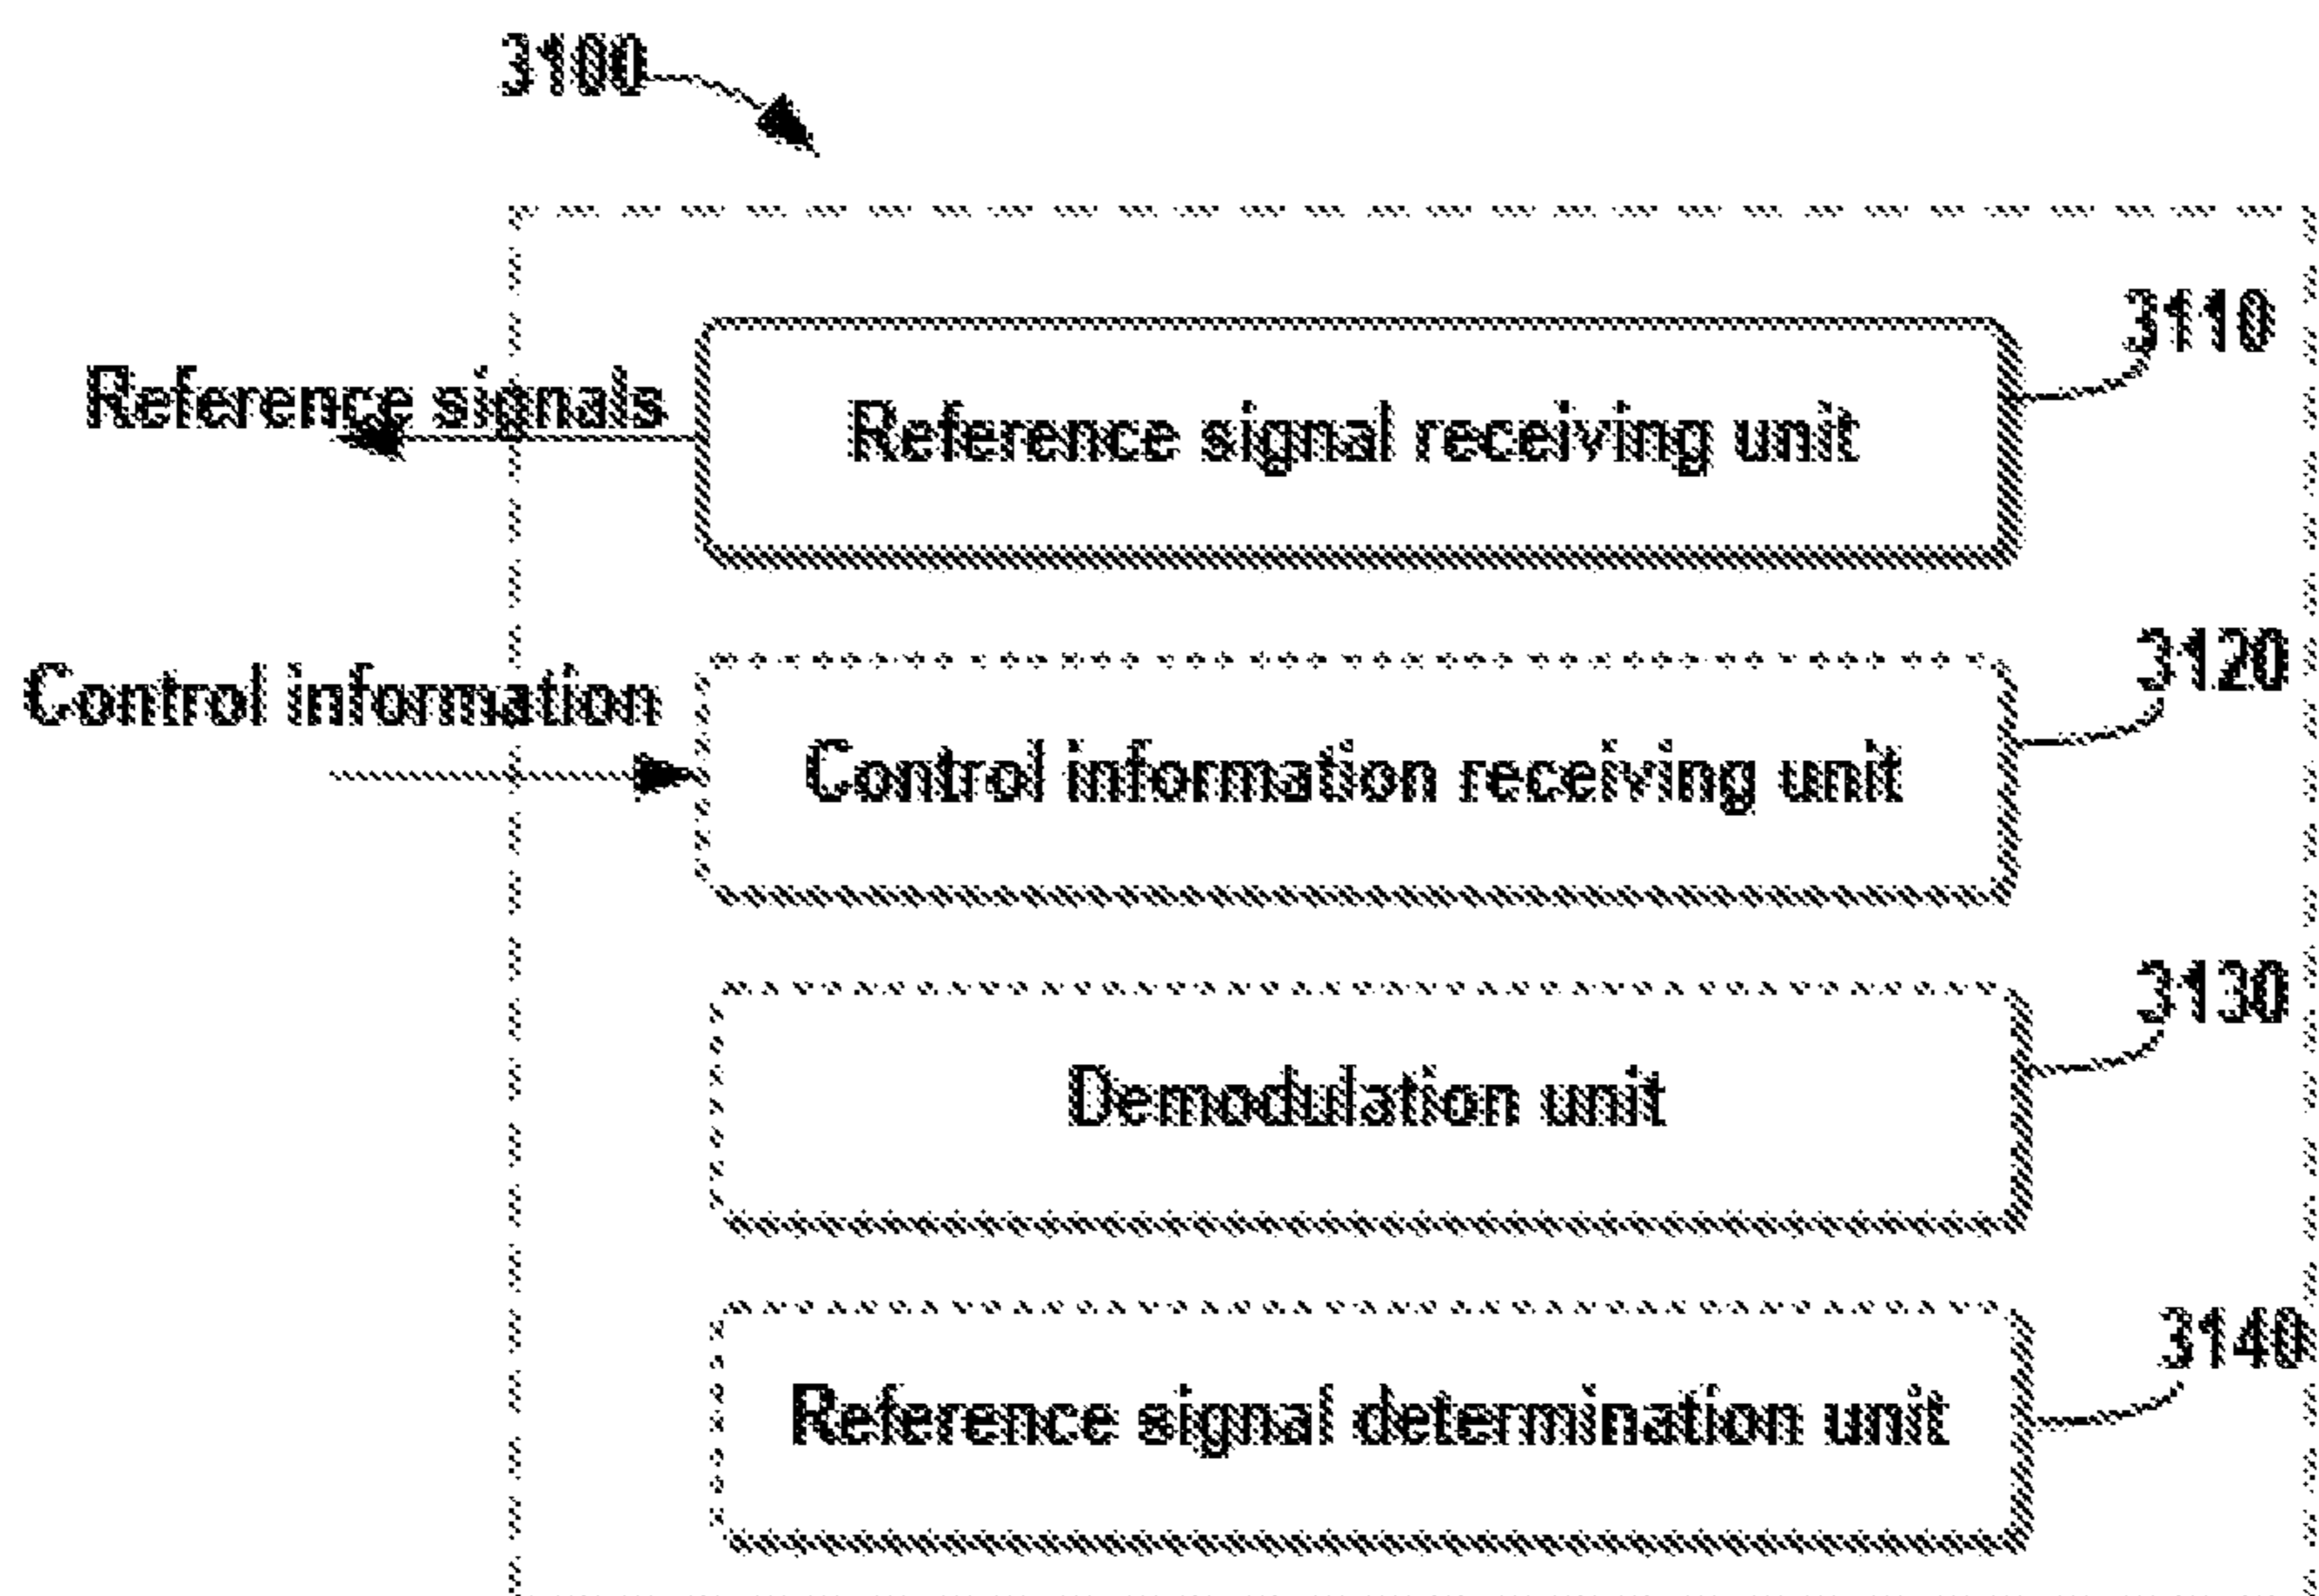 3100
3110
Reference signals
Reference signal receiving unit
3120
Control information
Control information receiving unit
3130
Demodulation unit
3140
Reference signal determination unit